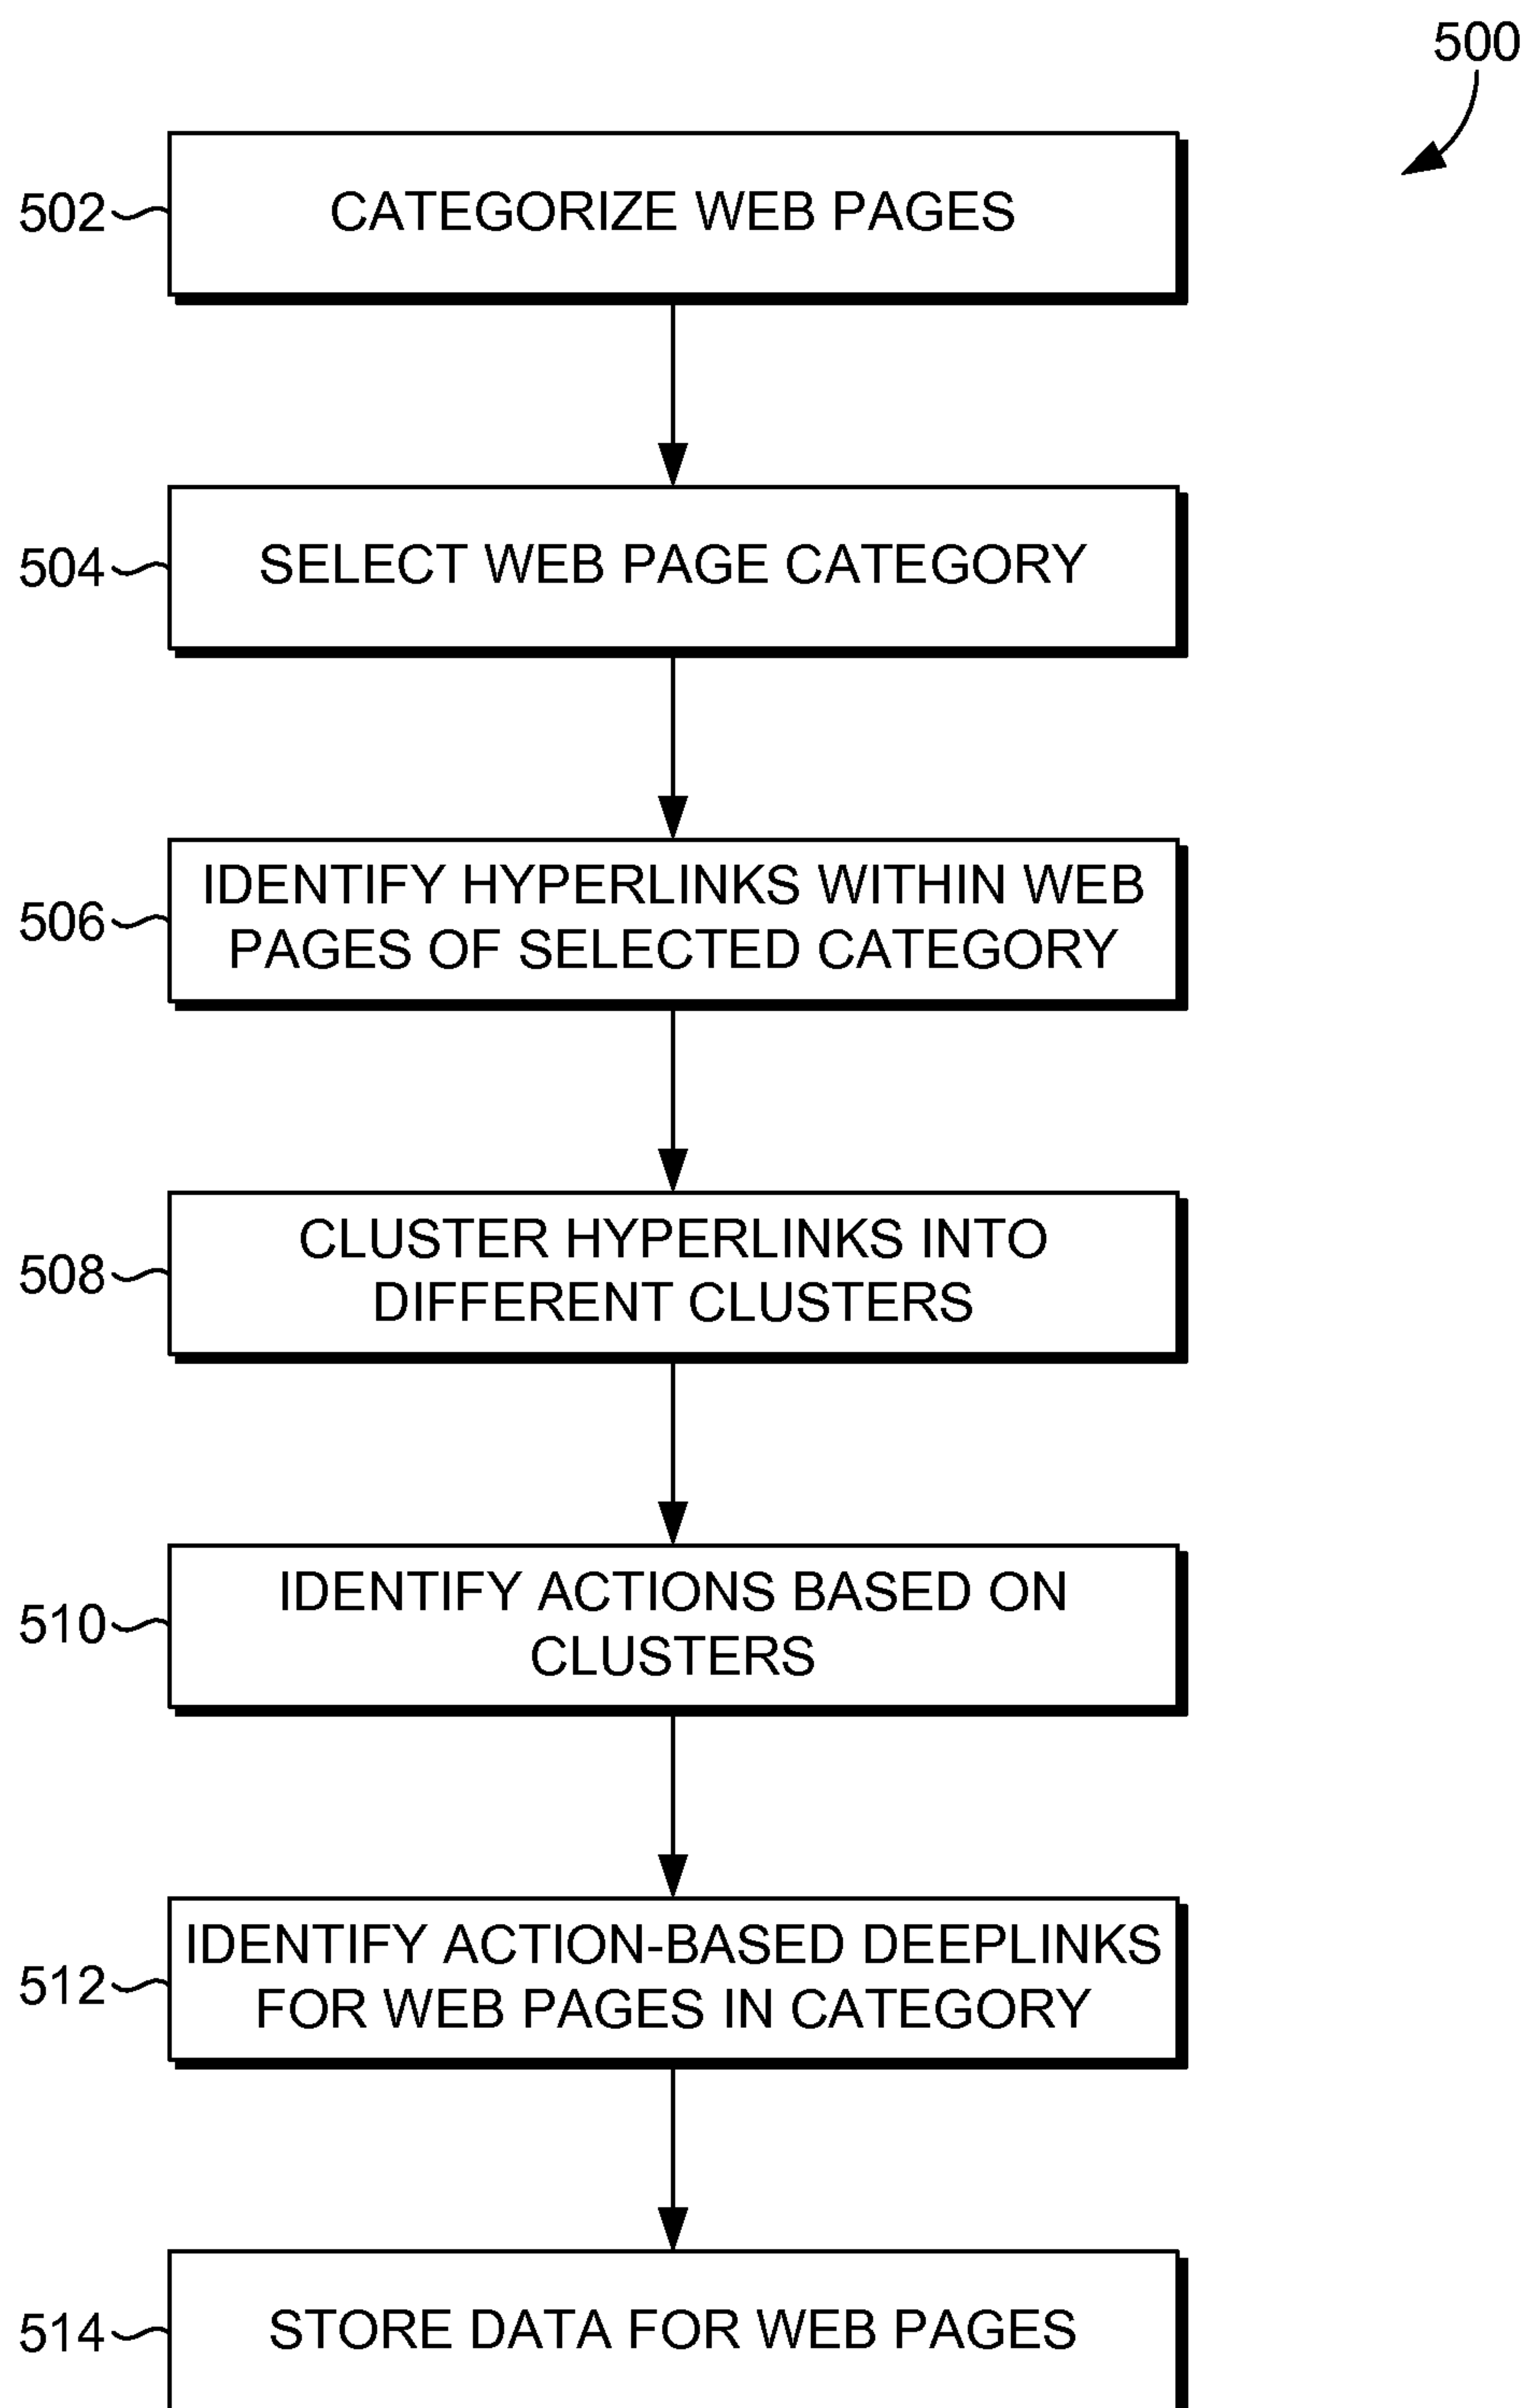 500
502
CATEGORIZE WEB PAGES
504
SELECT WEB PAGE CATEGORY
506
IDENTIFY HYPERLINKS WITHIN WEB
PAGES OF SELECTED CATEGORY
508
CLUSTER HYPERLINKS INTO
DIFFERENT CLUSTERS
510
IDENTIFY ACTIONS BASED ON
CLUSTERS
512
IDENTIFY ACTION-BASED DEEPLINKS
FOR WEB PAGES IN CATEGORY
514
STORE DATA FOR WEB PAGES